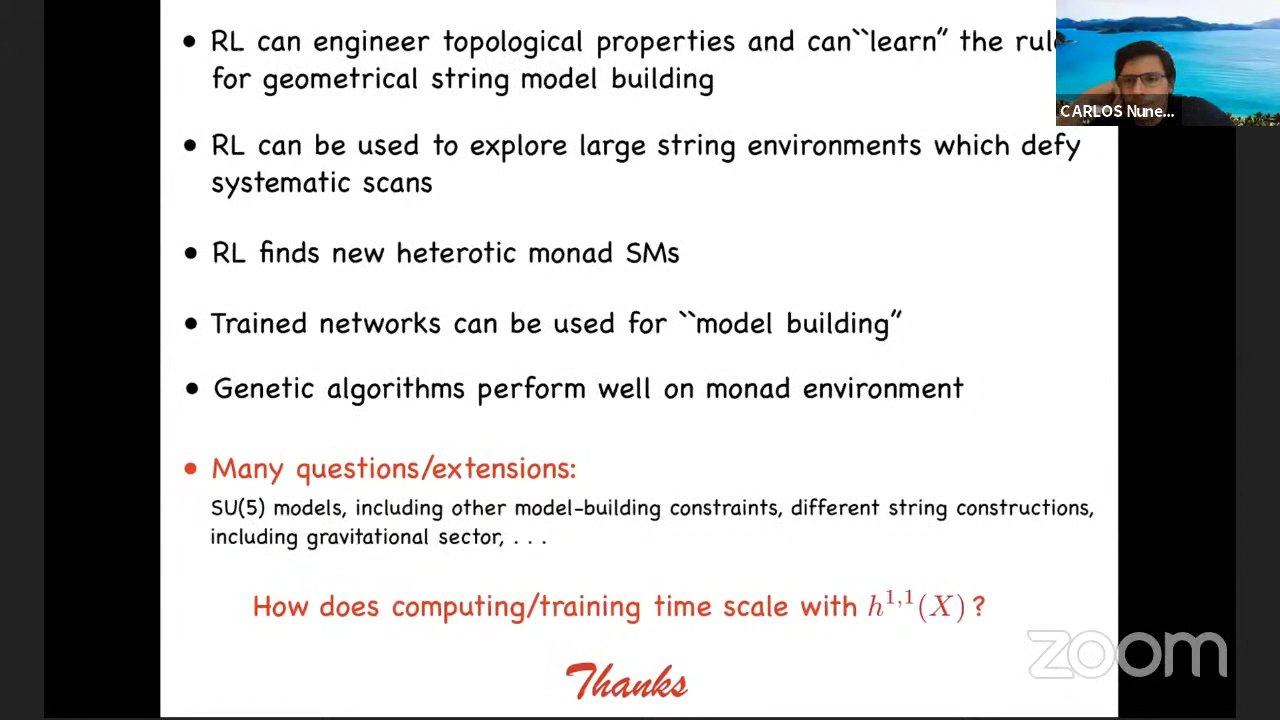 • RL can engineer topological properties and can``learn” the rul
for geometrical string model building
CARLOS Nune...
• RL can be used to explore large string environments which defy
systematic scans
• RL finds new heterotic monad SMs
• Trained networks can be used for ``model building”
• Genetic algorithms perform well on monad environment
• Many questions/extensions:
SU(5) models, including other model-building constraints, different string constructions,
including gravitational sector, . . .
How does computing/training time scale with $h^{1,1}(X)$?
zoom
Thanks